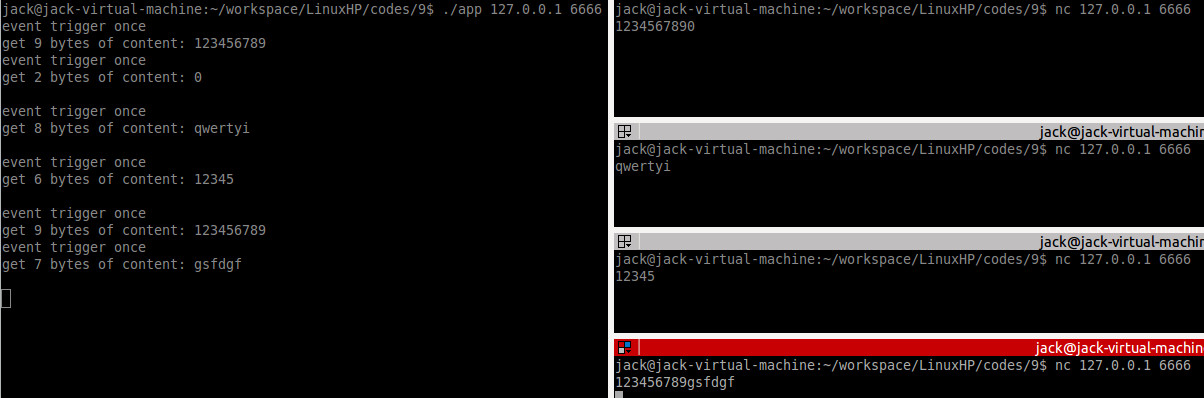 jack@jack-virtual-machine:~/workspace/LinuxHP/codes/9$ ./app 127.0.0.1 6666
event trigger once
get 9 bytes of content: 123456789
event trigger once
get 2 bytes of content: 0
event trigger once
get 8 bytes of content: qwertyi
event trigger once
get 6 bytes of content: 12345
event trigger once
get 9 bytes of content: 123456789
event trigger once
get 7 bytes of content: gsfdgf
jack@jack-virtual-machine:~/workspace/LinuxHP/codes/9$ nc 127.0.0.1 6666
1234567890
jack@jack-virtual-machin
jack@jack-virtual-machine:~/workspace/LinuxHP/codes/9$ nc 127.0.0.1 6666
qwertyi
jack@jack-virtual-machin
jack@jack-virtual-machine:~/workspace/LinuxHP/codes/9$ nc 127.0.0.1 6666
12345
jack@jack-virtual-machin
jack@jack-virtual-machine:~/workspace/LinuxHP/codes/9$ nc 127.0.0.1 6666
123456789gsfdgf